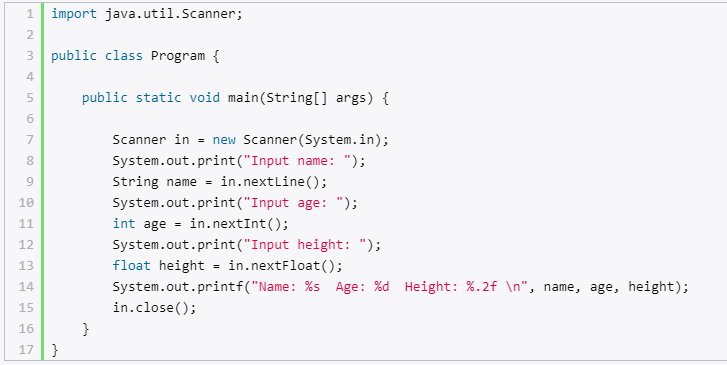 1 import java.util.Scanner;
2
3 public class Program {
4
5     public static void main(String[] args) {
6
7         Scanner in = new Scanner(System.in);
8         System.out.print("Input name: ");
9         String name = in.nextLine();
10         System.out.print("Input age: ");
11         int age = in.nextInt();
12         System.out.print("Input height: ");
13         float height = in.nextFloat();
14         System.out.printf("Name: %s  Age: %d  Height: %.2f \n", name, age, height);
15         in.close();
16     }
17 }